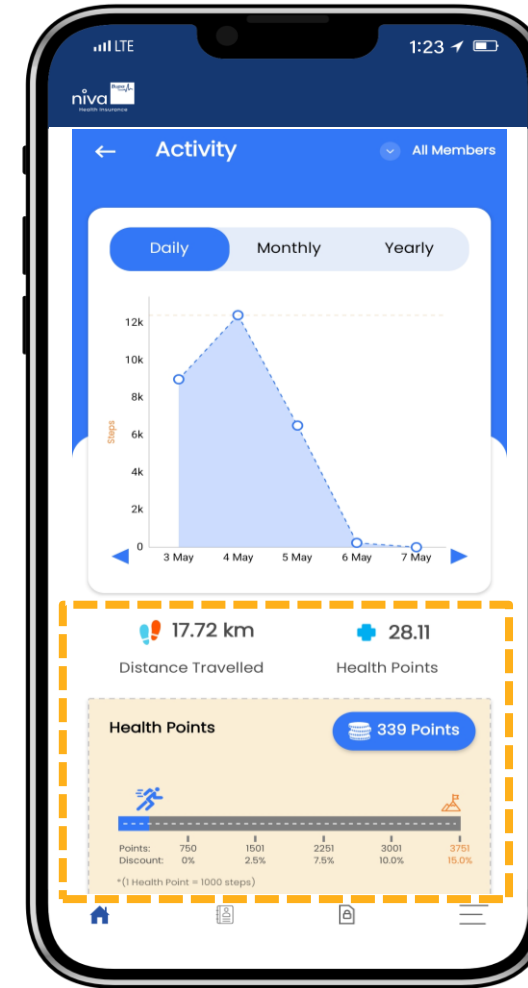 LTE 1:23
niva Bupa
Health Insurance
Activity All Members
Daily Monthly Yearly
12k
10k
8k
6k
4k
2k
0
Steps
3 May 4 May 5 May 6 May 7 May
17.72 km 28.11
Distance Travelled Health Points
Health Points 339 Points
Points: 750 1501 2251 3001 3751
Discount: 0% 2.5% 7.5% 10.0% 15.0%
*(1 Health Point = 1000 steps)